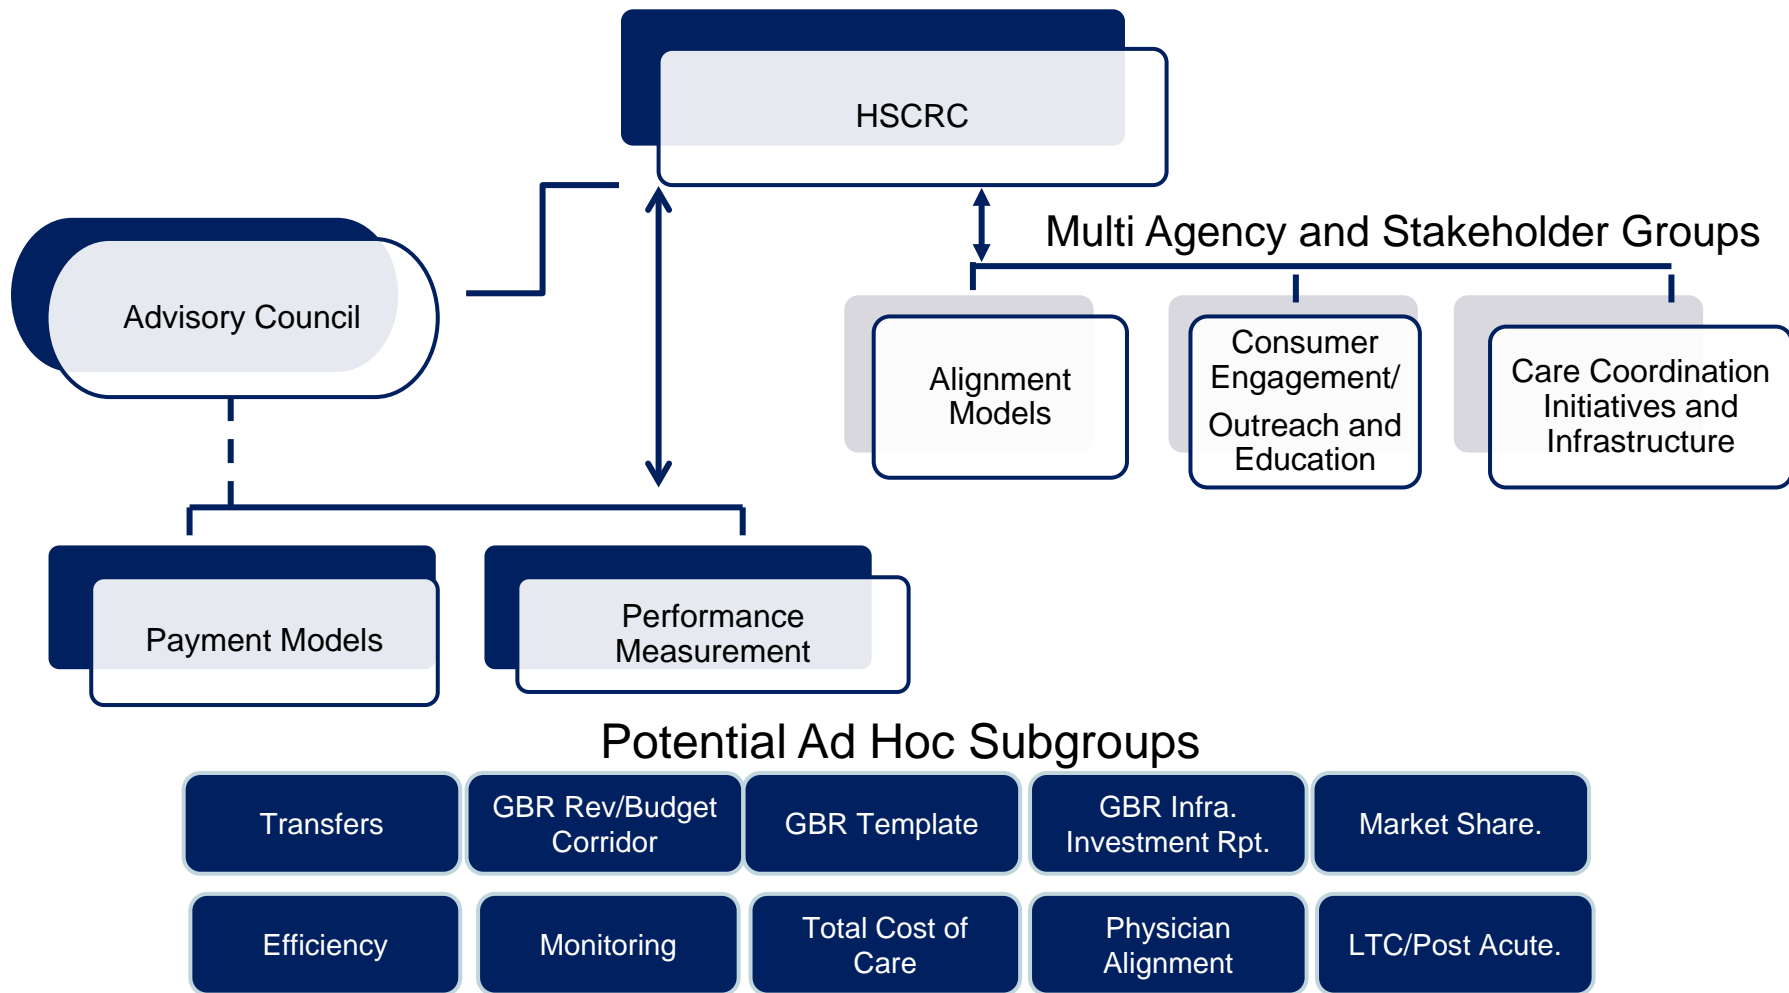 HSCRC
Multi Agency and Stakeholder Groups
Advisory Council
Alignment
Models
Consumer
Engagement/
Outreach and
Education
Care Coordination
Initiatives and
Infrastructure
Payment Models
Performance
Measurement
Potential Ad Hoc Subgroups
Transfers
GBR Rev/Budget
Corridor
GBR Template
GBR Infra.
Investment Rpt.
Market Share.
Efficiency
Monitoring
Total Cost of
Care
Physician
Alignment
LTC/Post Acute.